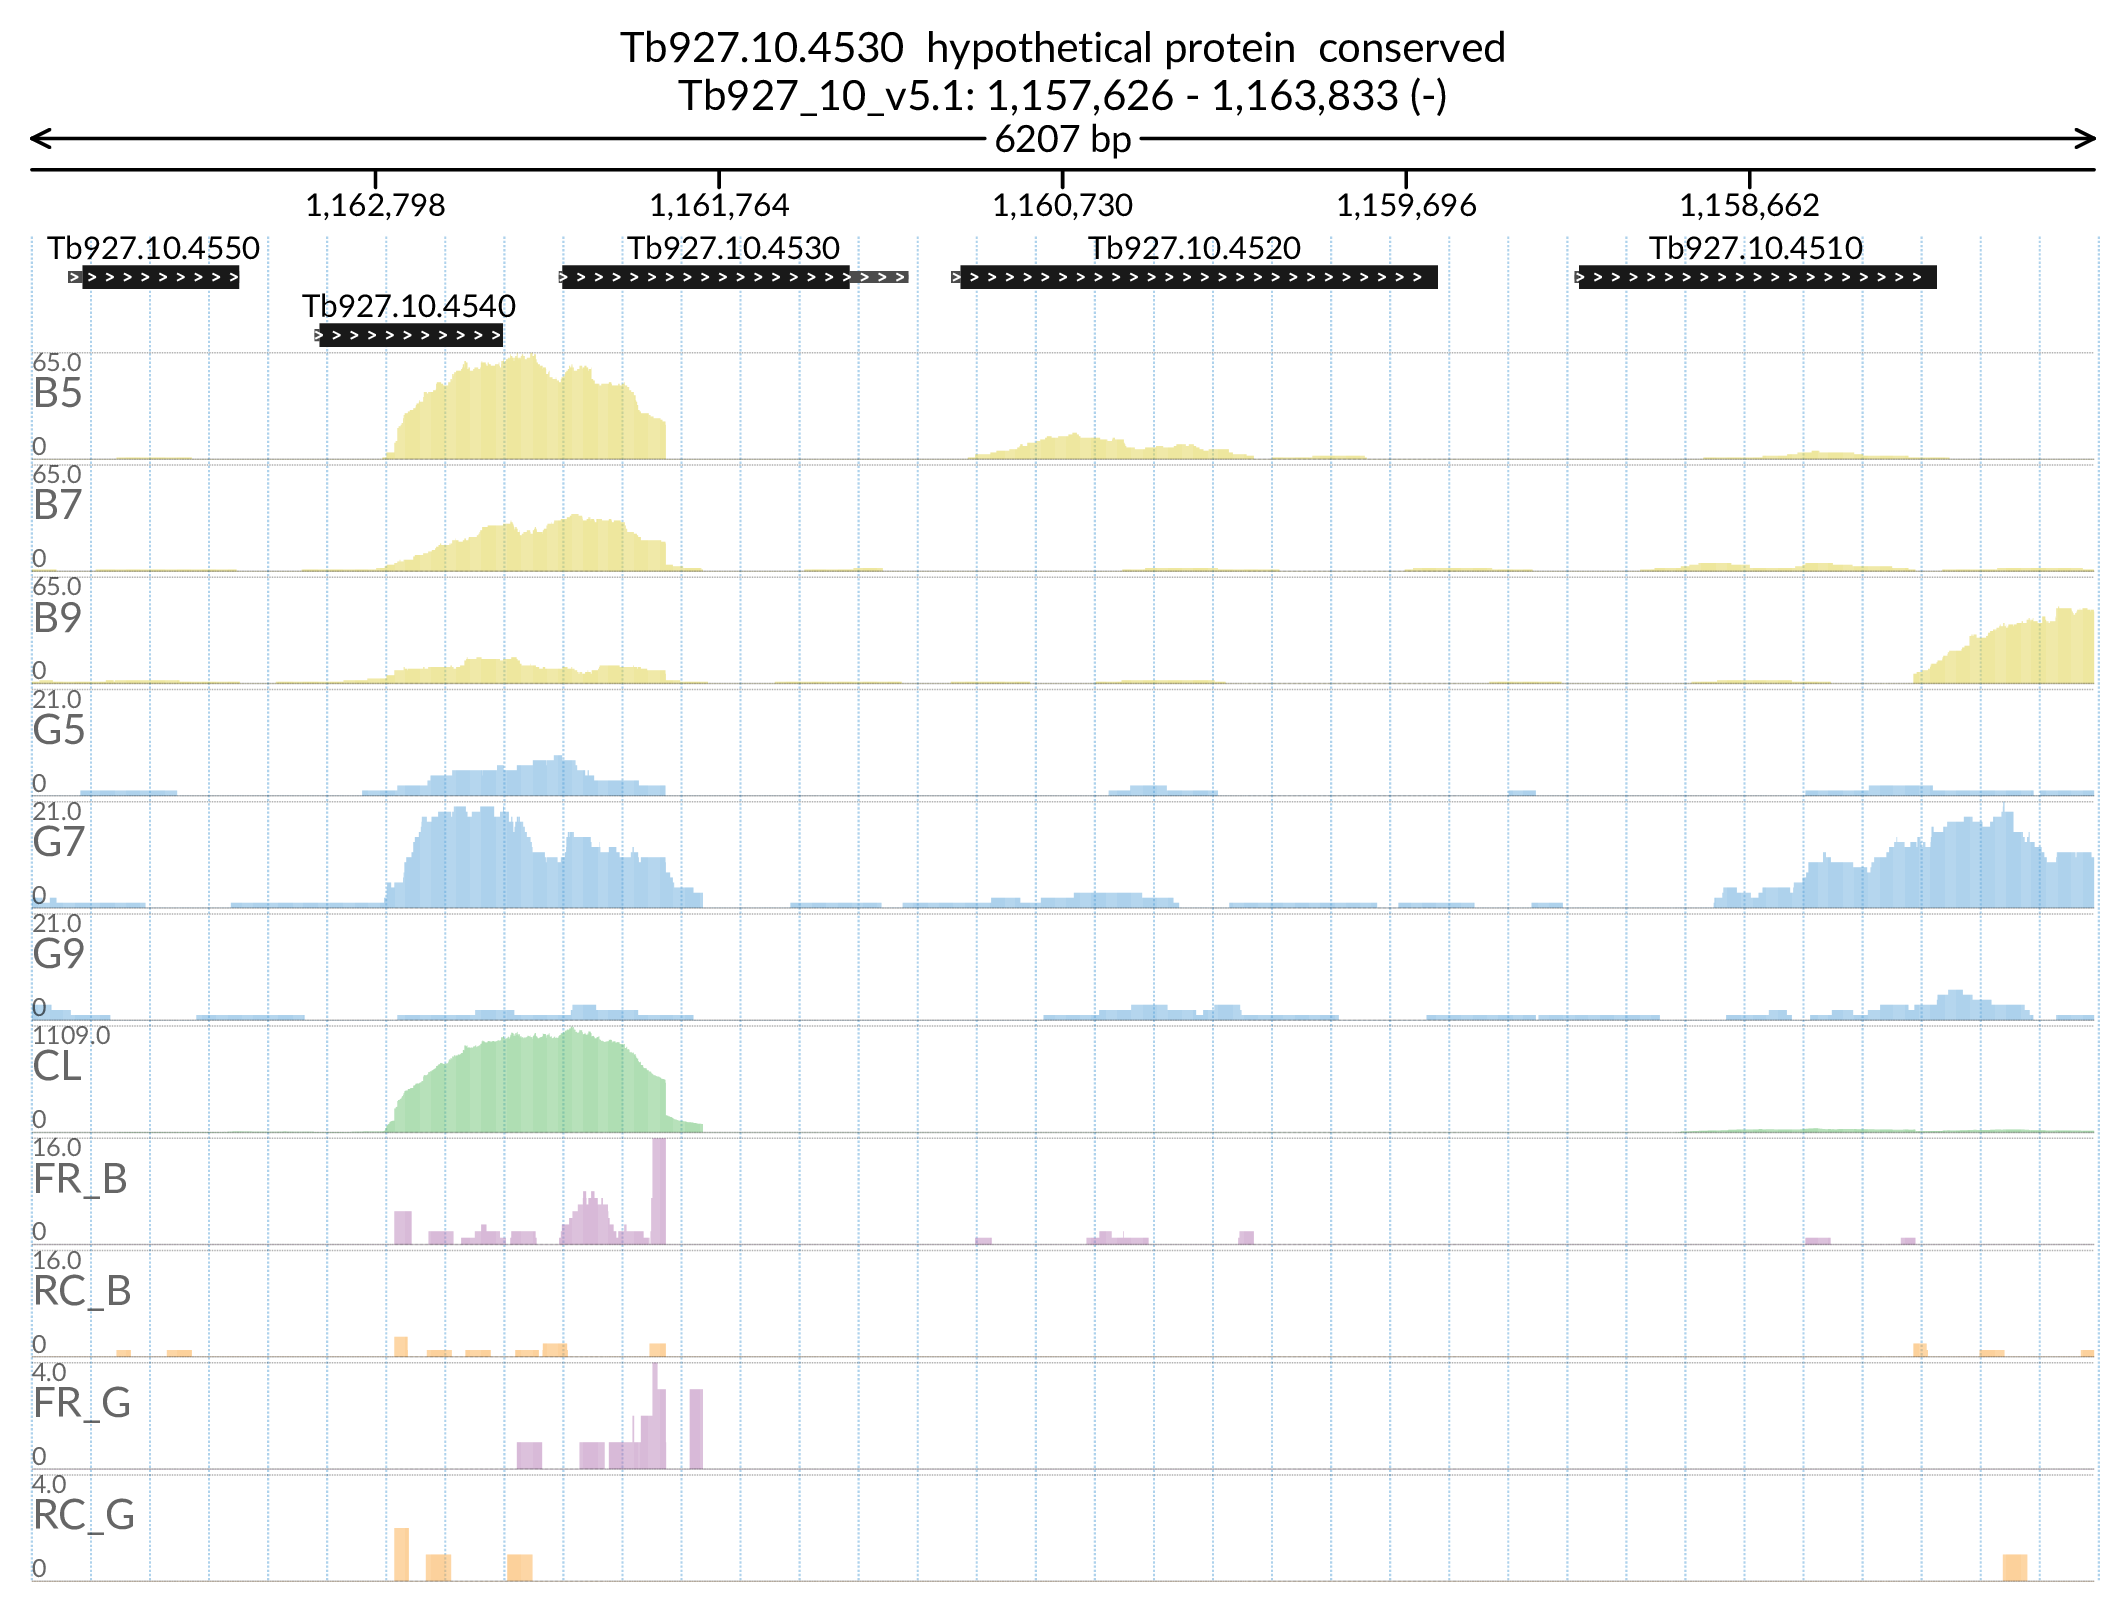 Tb927.10.4530  hypothetical protein  conserved
Tb927_10_v5.1: 1,157,626 - 1,163,833 (-)
6207 bp
1,162,798 1,161,764 1,160,730 1,159,696 1,158,662
Tb927.10.4550 Tb927.10.4530 Tb927.10.4520 Tb927.10.4510
Tb927.10.4540
65.0
B5
0
65.0
B7
0
65.0
B9
0
21.0
G5
0
21.0
G7
0
21.0
G9
0
1109.0
CL
0
16.0
FR_B
0
16.0
RC_B
0
4.0
FR_G
0
4.0
RC_G
0